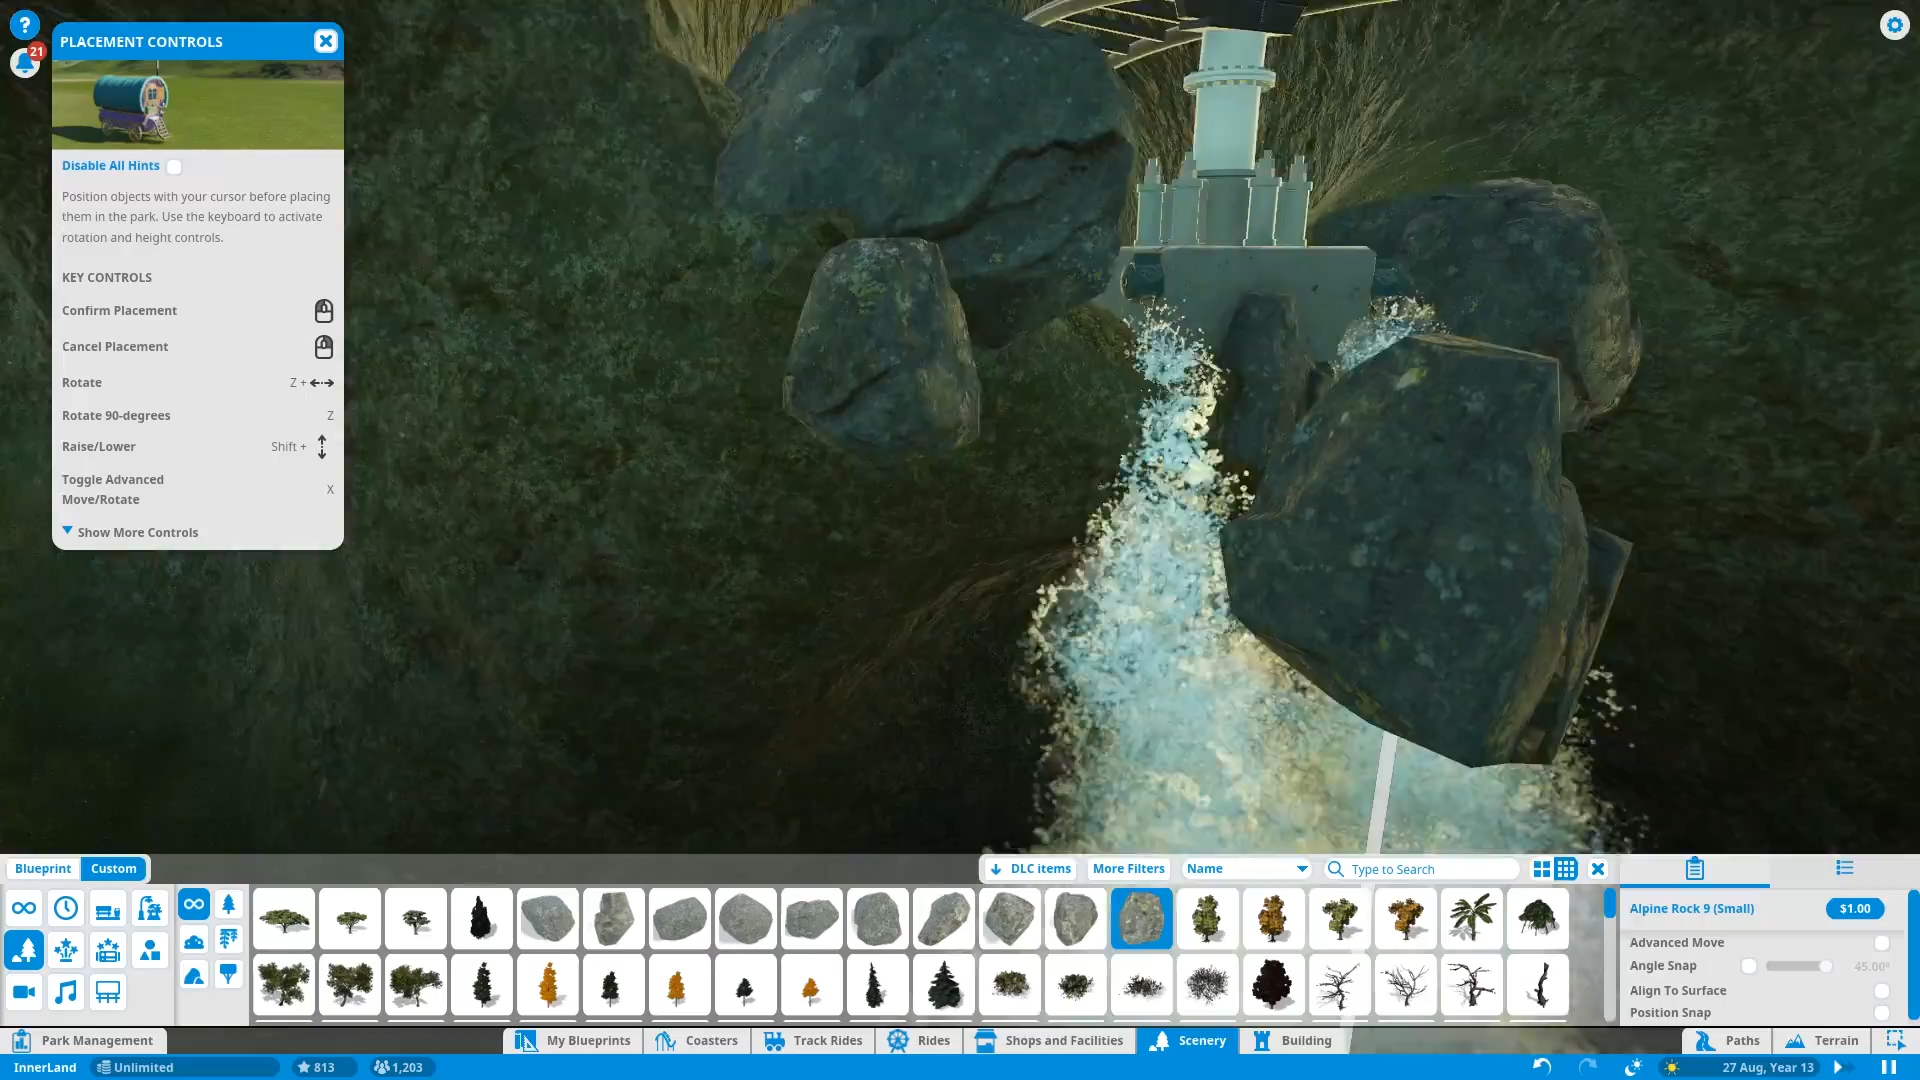 ?
21
PLACEMENT CONTROLS
Disable All Hints
Position objects with your cursor before placing
them in the park. Use the keyboard to activate
rotation and height controls.
KEY CONTROLS
Confirm Placement
Cancel Placement
Rotate Z +
Rotate 90-degrees Z
Raise/Lower Shift +
Toggle Advanced
Move/Rotate X
Show More Controls
Blueprint Custom
DLC items More Filters Name Type to Search
Alpine Rock 9 (Small) $1.00
Advanced Move
Angle Snap 45.00º
Align To Surface
Position Snap
Park Management My Blueprints Coasters Track Rides Rides Shops and Facilities Scenery Building Paths Terrain
InnerLand Unlimited 813 1,203 27 Aug, Year 13